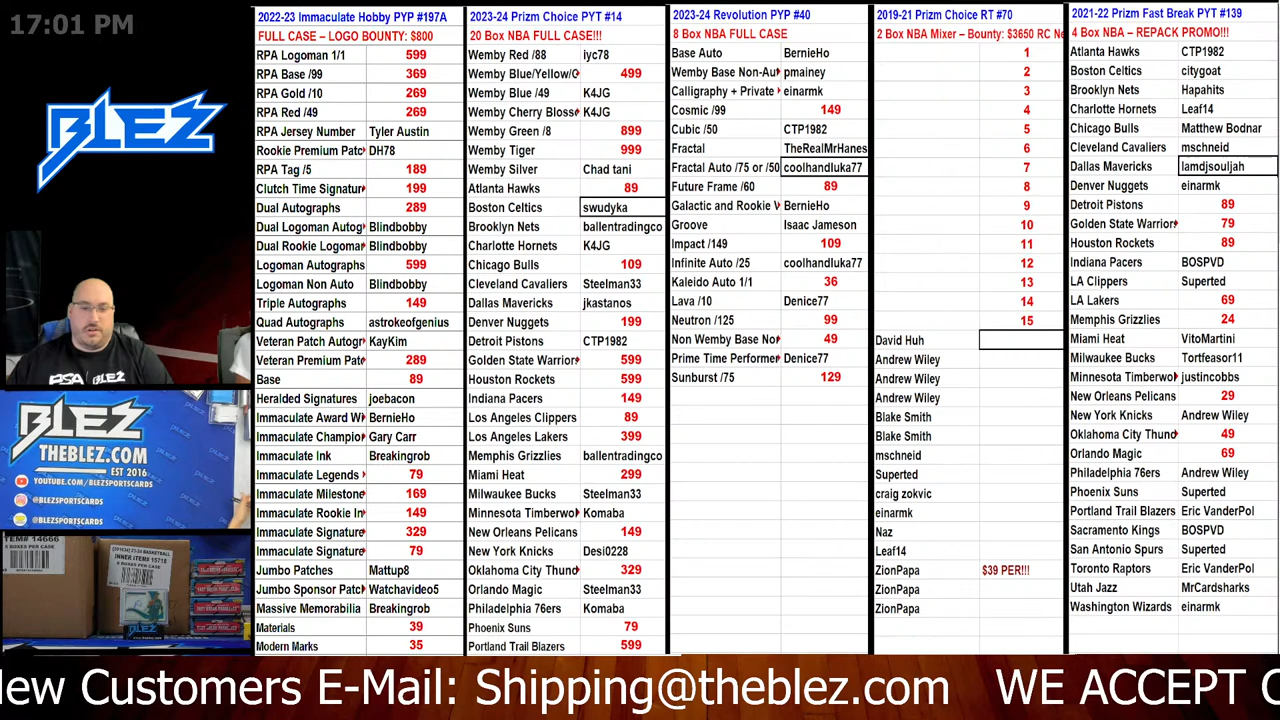 17:01 PM
BLEZ
BLEZ
THEBLEZ.COM
EST 2016
YOUTUBE.COM/BLEZSPORTSCARDS
@BLEZSPORTSCARDS
@BLEZSPORTSCARDS
ITEM# 14666
2022-23 Immaculate Hobby PYP #197A
FULL CASE – LOGO BOUNTY: $800
RPA Logoman 1/1 599
RPA Base /99 369
RPA Gold /10 269
RPA Red /49 269
RPA Jersey Number Tyler Austin
Rookie Premium Patc DH78
RPA Tag /5 189
Clutch Time Signatur 199
Dual Autographs 289
Dual Logoman Autog Blindbobby
Dual Rookie Logomar Blindbobby
Logoman Autographs 599
Logoman Non Auto Blindbobby
Triple Autographs 149
Quad Autographs astrokeofgenius
Veteran Patch Autogr KayKim
Veteran Premium Pat 289
Base 89
Heralded Signatures joebacon
Immaculate Award W BernieHo
Immaculate Champio Gary Carr
Immaculate Ink Breakingrob
Immaculate Legends 79
Immaculate Milestone 169
Immaculate Rookie In 149
Immaculate Signature 329
Immaculate Signature 79
Jumbo Patches Mattup8
Jumbo Sponsor Patc Watchavideo5
Massive Memorabilia Breakingrob
Materials 39
Modern Marks 35
2023-24 Prizm Choice PYT #14
20 Box NBA FULL CASE!!!
Wemby Red /88 iyc78
Wemby Blue/Yellow/G 499
Wemby Blue /49 K4JG
Wemby Cherry Blosso K4JG
Wemby Green /8 899
Wemby Tiger 999
Wemby Silver Chad tani
Atlanta Hawks 89
Boston Celtics swudyka
Brooklyn Nets ballentradingco
Charlotte Hornets K4JG
Chicago Bulls 109
Cleveland Cavaliers Steelman33
Dallas Mavericks jkastanos
Denver Nuggets 199
Detroit Pistons CTP1982
Golden State Warrior 599
Houston Rockets 599
Indiana Pacers 149
Los Angeles Clippers 89
Los Angeles Lakers 399
Memphis Grizzlies ballentradingco
Miami Heat 299
Milwaukee Bucks Steelman33
Minnesota Timberwo Komaba
New Orleans Pelicans 149
New York Knicks Desi0228
Oklahoma City Thund 329
Orlando Magic Steelman33
Philadelphia 76ers Komaba
Phoenix Suns 79
Portland Trail Blazers 599
2023-24 Revolution PYP #40
8 Box NBA FULL CASE
Base Auto BernieHo
Wemby Base Non-Au pmainey
Calligraphy + Private einarmk
Cosmic /99 149
Cubic /50 CTP1982
Fractal TheRealMrHanes
Fractal Auto /75 or /50 coolhandluka77
Future Frame /60 89
Galactic and Rookie V BernieHo
Groove Isaac Jameson
Impact /149 109
Infinite Auto /25 coolhandluka77
Kaleido Auto 1/1 36
Lava /10 Denice77
Neutron /125 99
Non Wemby Base No 49
Prime Time Performer Denice77
Sunburst /75 129
2019-21 Prizm Choice RT #70
2 Box NBA Mixer – Bounty: $3650 RC Ne
1
2
3
4
5
6
7
8
9
10
11
12
13
14
15
David Huh
Andrew Wiley
Andrew Wiley
Andrew Wiley
Blake Smith
Blake Smith
mschneid
Superted
craig zokvic
einarmk
Naz
Leaf14
ZionPapa $39 PER!!!
ZionPapa
ZionPapa
2021-22 Prizm Fast Break PYT #139
4 Box NBA – REPACK PROMO!!!
Atlanta Hawks CTP1982
Boston Celtics citygoat
Brooklyn Nets Hapahits
Charlotte Hornets Leaf14
Chicago Bulls Matthew Bodnar
Cleveland Cavaliers mschneid
Dallas Mavericks Iamdjsouljah
Denver Nuggets einarmk
Detroit Pistons 89
Golden State Warrior 79
Houston Rockets 89
Indiana Pacers BOSPVD
LA Clippers Superted
LA Lakers 69
Memphis Grizzlies 24
Miami Heat VitoMartini
Milwaukee Bucks Tortfeasor11
Minnesota Timberwo justincobbs
New Orleans Pelicans 29
New York Knicks Andrew Wiley
Oklahoma City Thund 49
Orlando Magic 69
Philadelphia 76ers Andrew Wiley
Phoenix Suns Superted
Portland Trail Blazers Eric VanderPol
Sacramento Kings BOSPVD
San Antonio Spurs Superted
Toronto Raptors Eric VanderPol
Utah Jazz MrCardsharks
Washington Wizards einarmk
New Customers E-Mail: Shipping@theblez.com WE ACCEPT C